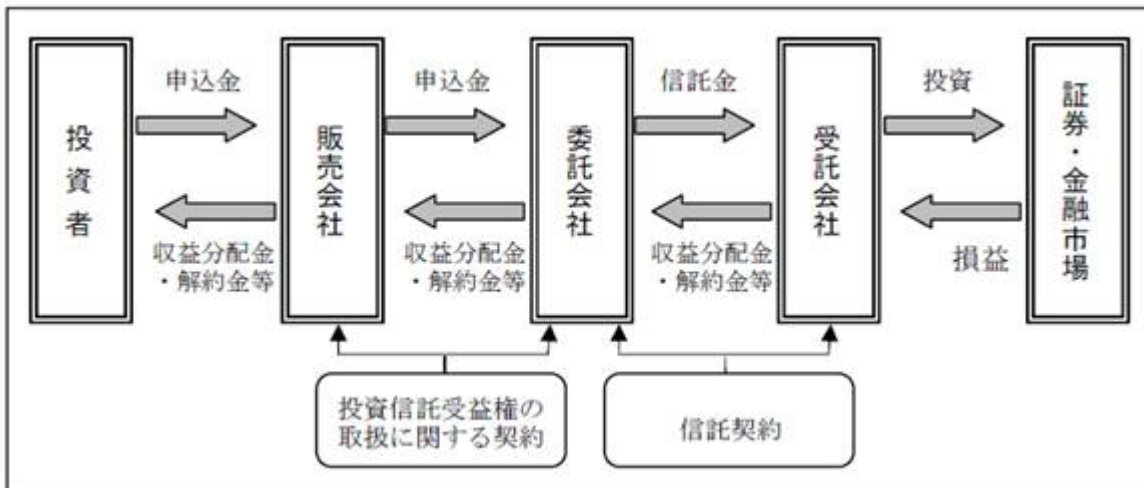 投資者
申込金
収益分配金
・解約金等
販売会社
申込金
収益分配金
・解約金等
委託会社
信託金
収益分配金
・解約金等
受託会社
投資
損益
証券・金融市場
投資信託受益権の
取扱に関する契約
信託契約